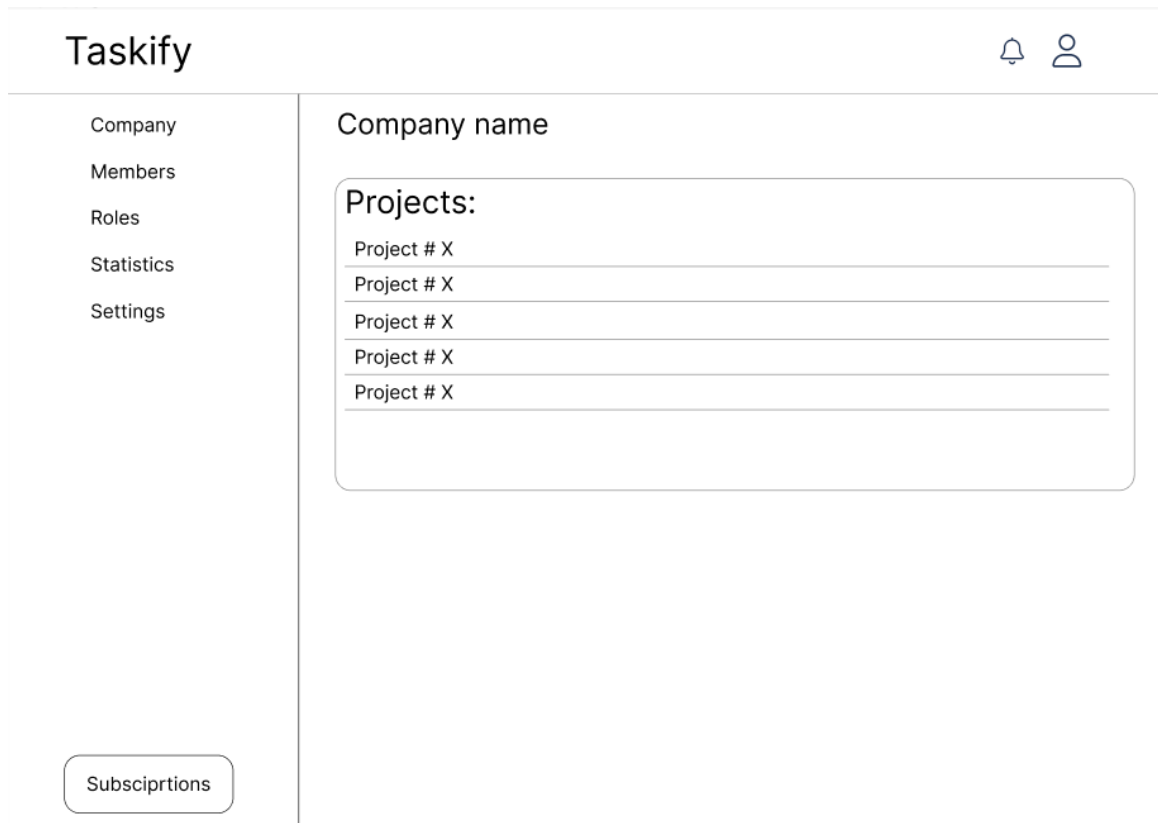 Taskify
Company
Members
Roles
Statistics
Settings
Subsciprtions
Company name
Projects:
Project # X
Project # X
Project # X
Project # X
Project # X